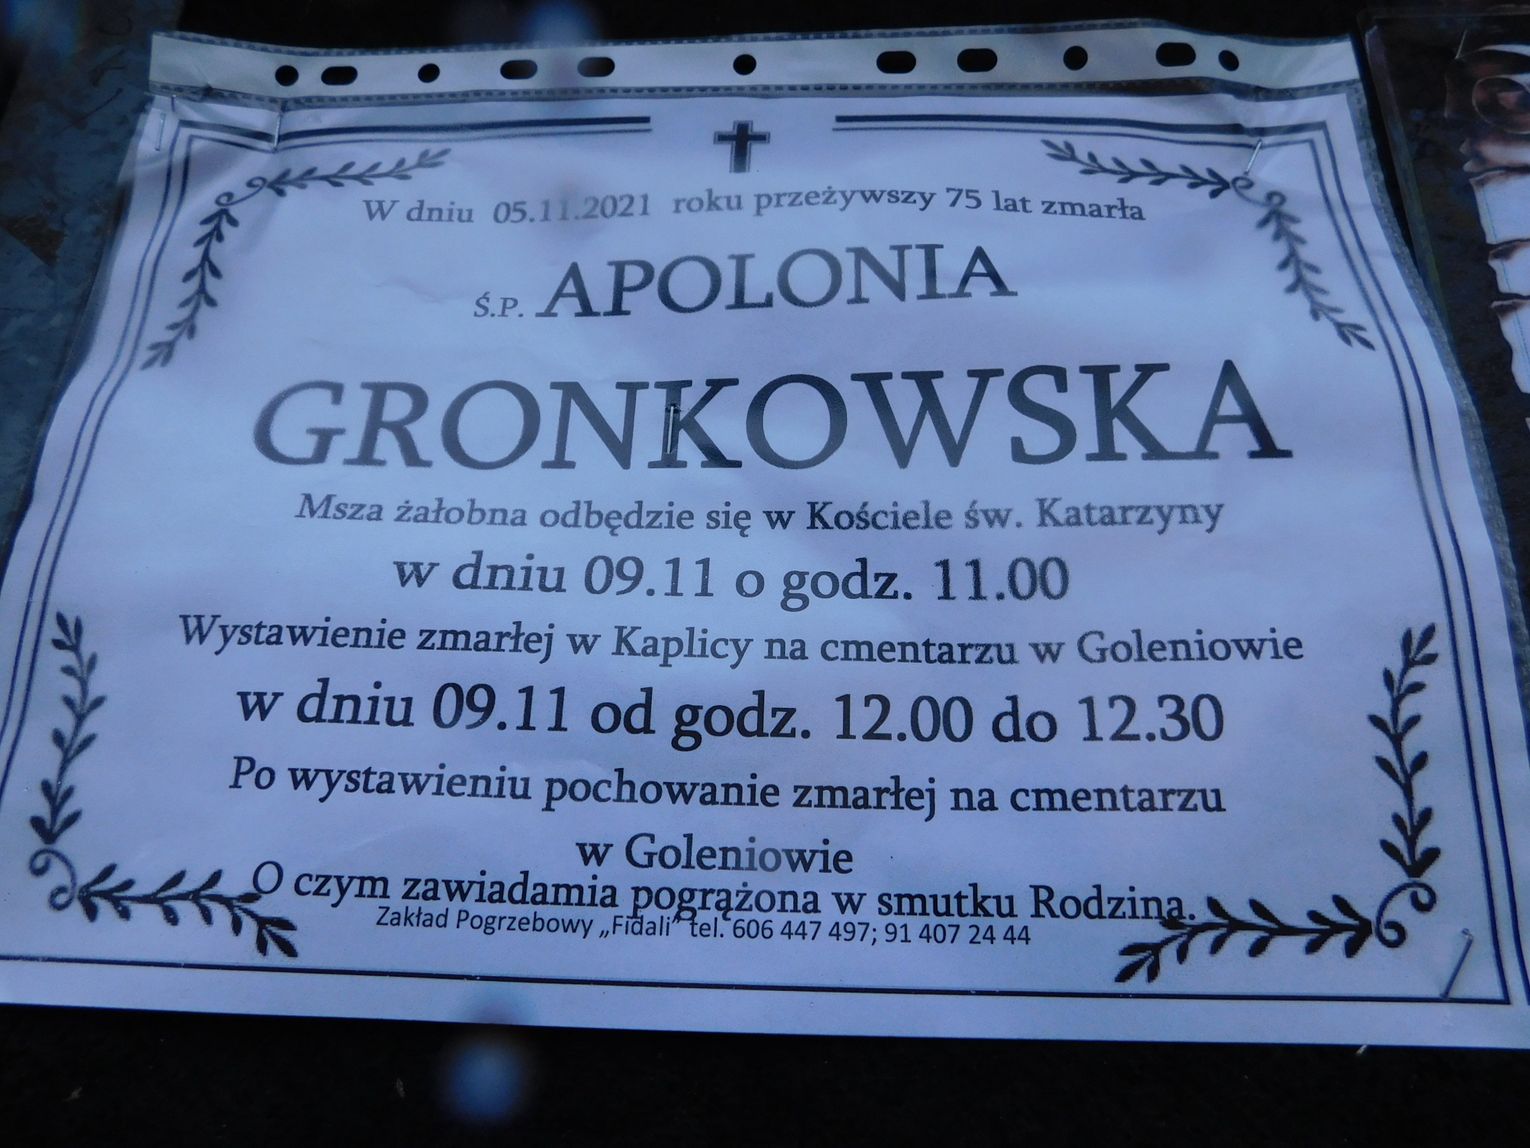 W dniu 05.11.2021 roku przeżywszy 75 lat zmarła
Ś.P. APOLONIA
GRONKOWSKA
Msza żałobna odbędzie się w Kościele św. Katarzyny
w dniu 09.11 o godz. 11.00
Wystawienie zmarłej w Kaplicy na cmentarzu w Goleniowie
w dniu 09.11 od godz. 12.00 do 12.30
Po wystawieniu pochowanie zmarłej na cmentarzu
w Goleniowie
O czym zawiadamia pogrążona w smutku Rodzina.
Zakład Pogrzebowy „Fidali” tel. 606 447 497; 91 407 24 44